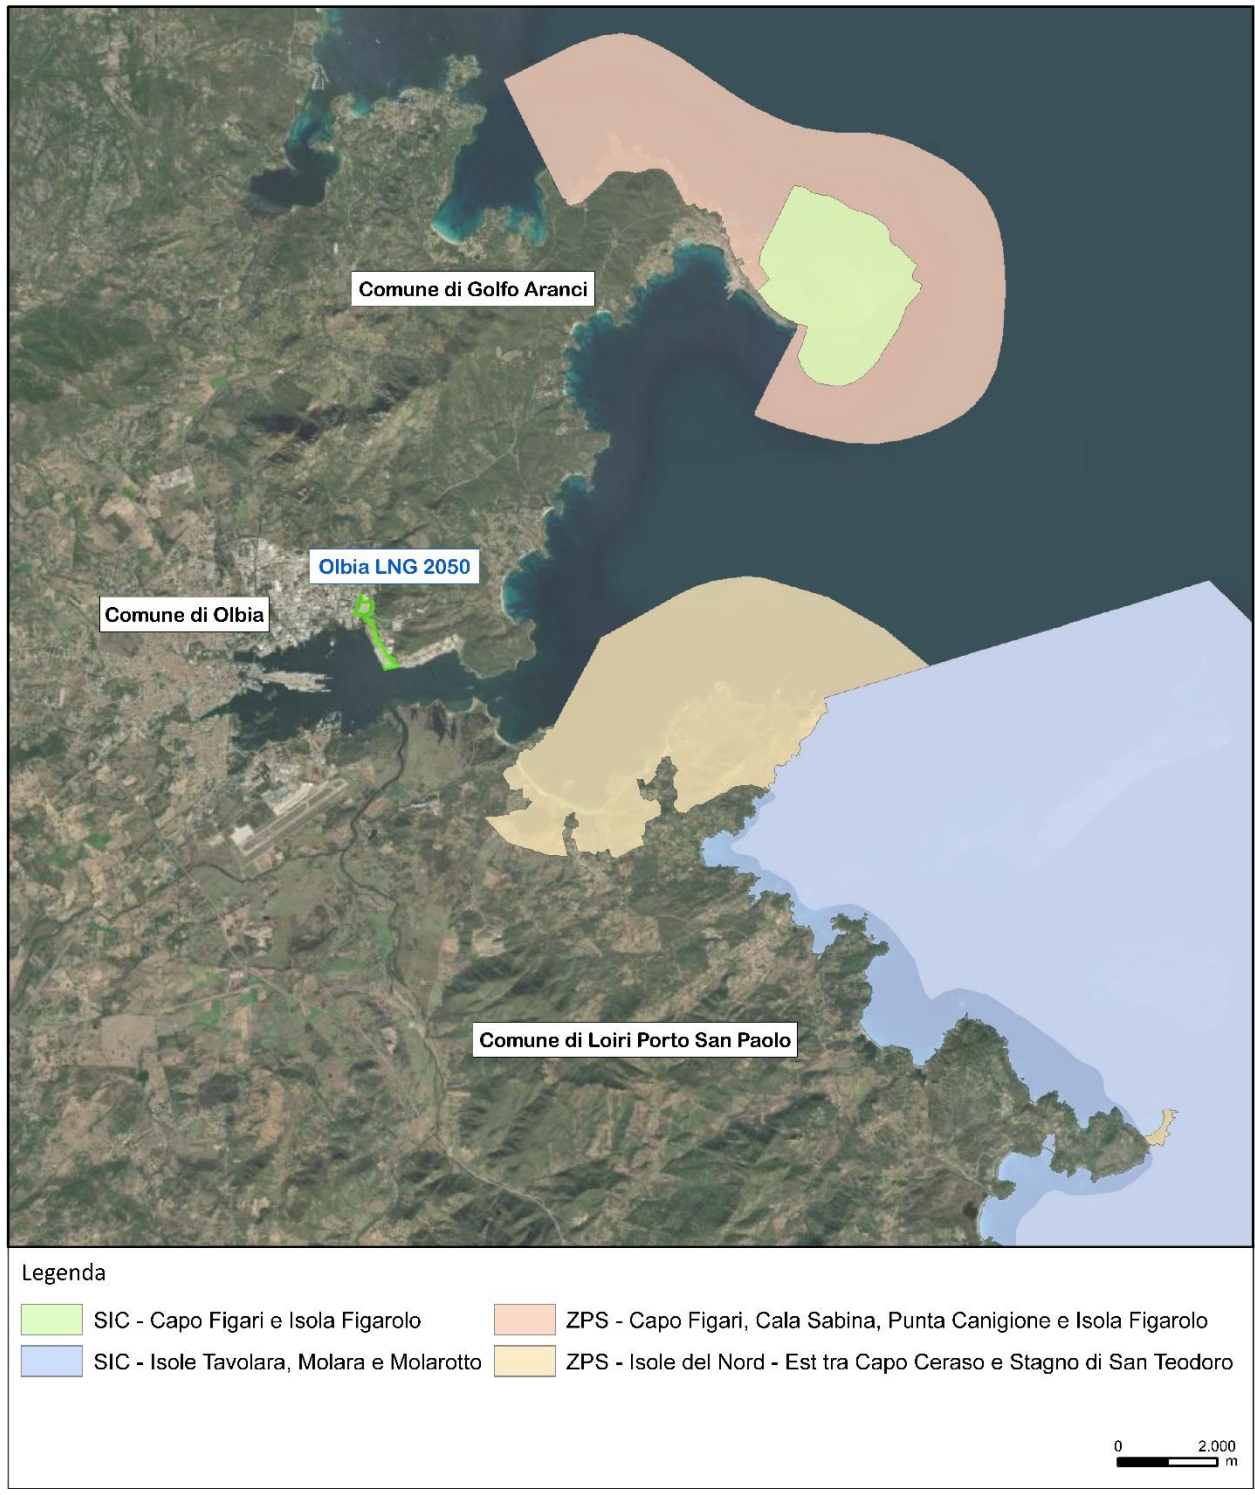 Comune di Golfo Aranci
Olbia LNG 2050
Comune di Olbia
Comune di Loiri Porto San Paolo
Legenda
SIC - Capo Figari e Isola Figarolo
ZPS - Capo Figari, Cala Sabina, Punta Canigione e Isola Figarolo
SIC - Isole Tavolara, Molara e Molarotto
ZPS - Isole del Nord - Est tra Capo Ceraso e Stagno di San Teodoro
0 2.000
m